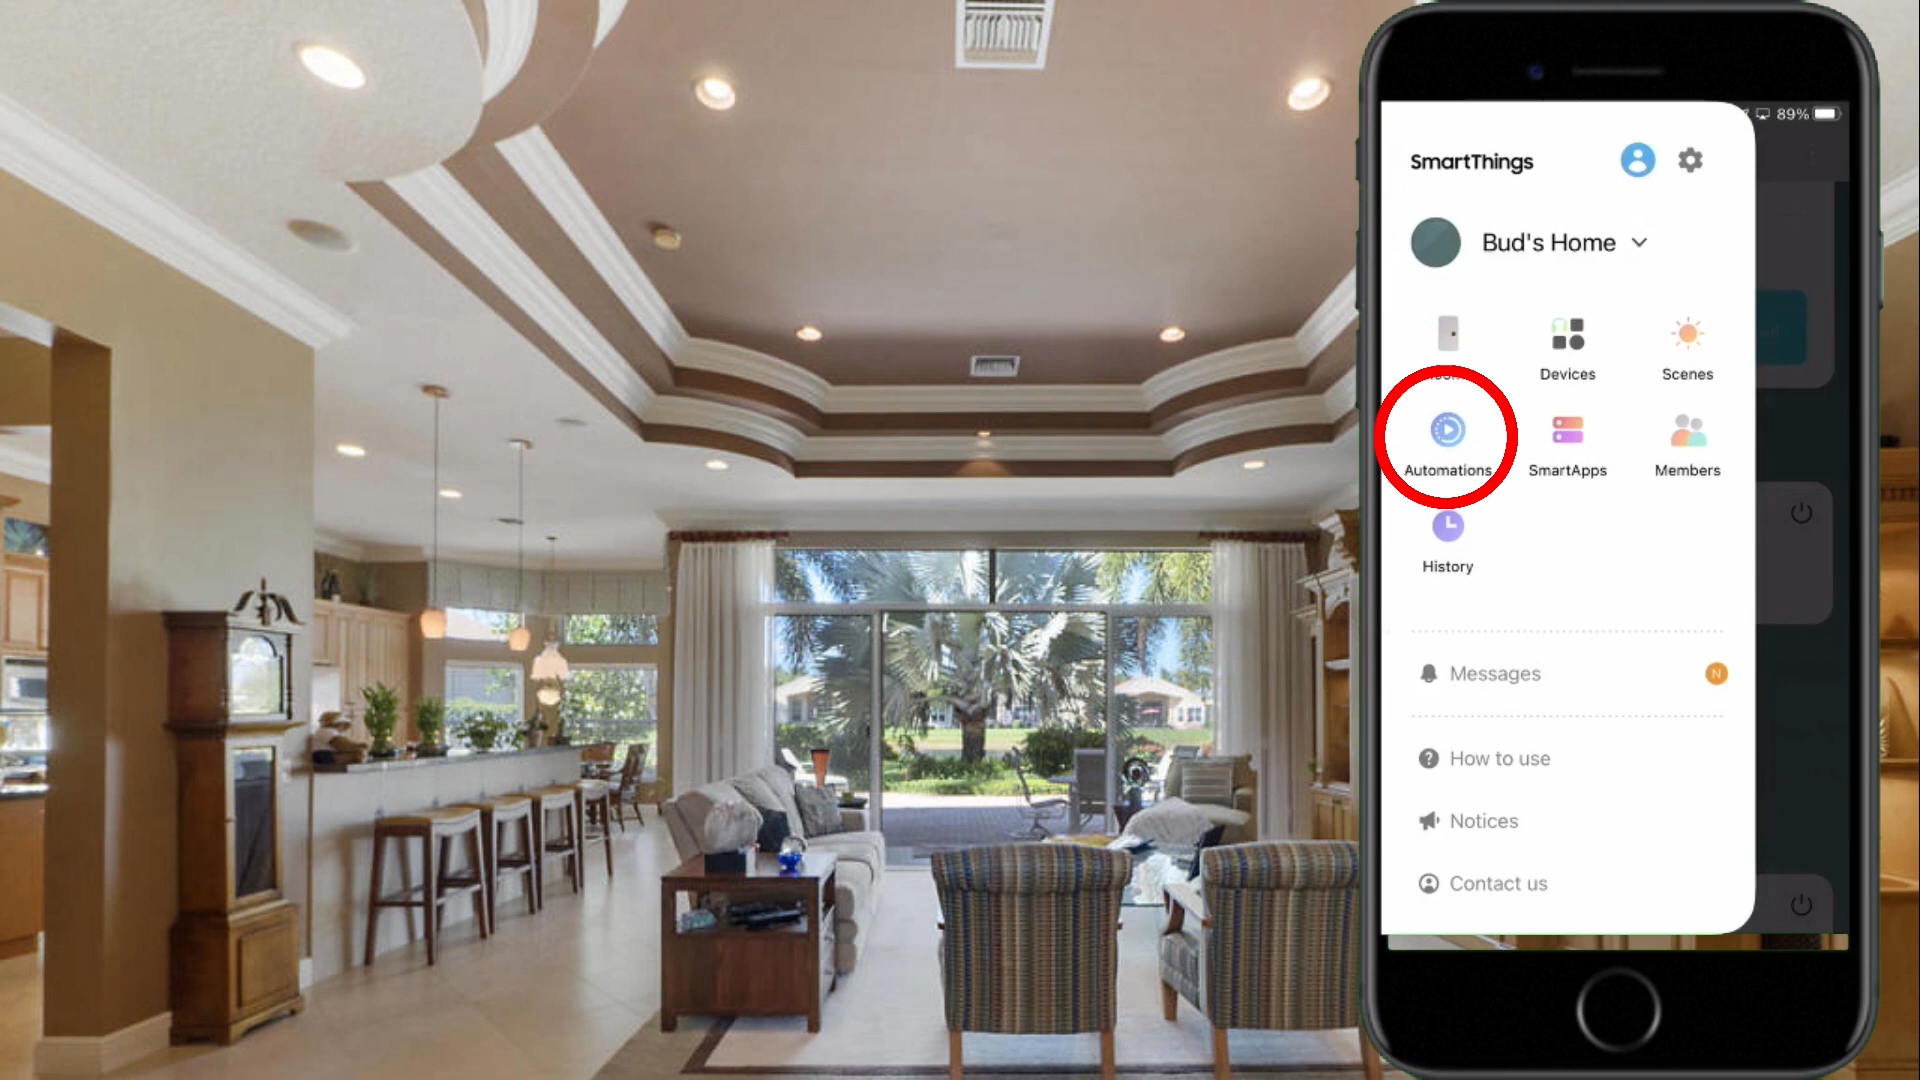 89%
SmartThings
Bud's Home
Devices
Scenes
Automations
SmartApps
Members
History
Messages
N
How to use
Notices
Contact us